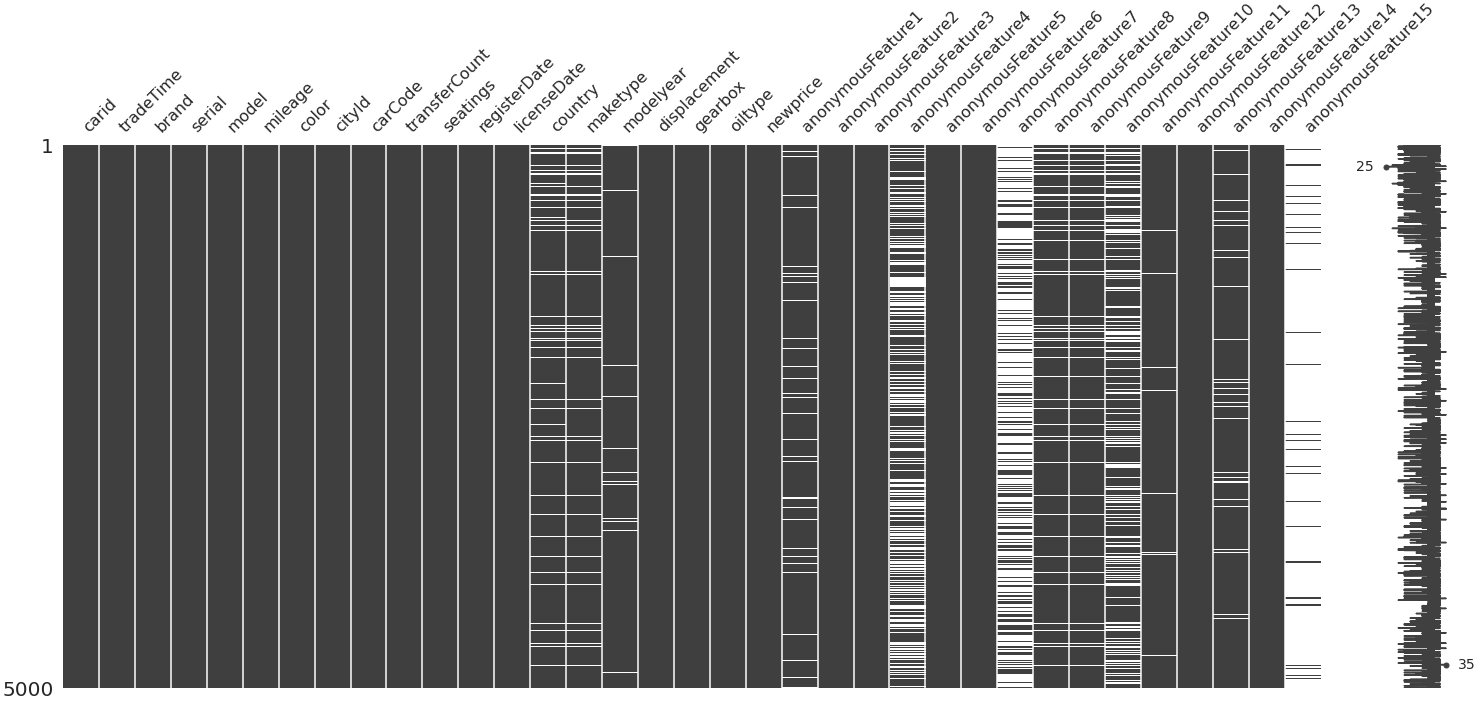 carid
tradeTime
brand
serial
model
mileage
color
cityId
carCode
transferCount
seatings
registerDate
licenseDate
country
maketype
modelyear
displacement
gearbox
oiltype
newprice
anonymousFeature1
anonymousFeature2
anonymousFeature3
anonymousFeature4
anonymousFeature5
anonymousFeature6
anonymousFeature7
anonymousFeature8
anonymousFeature9
anonymousFeature10
anonymousFeature11
anonymousFeature12
anonymousFeature13
anonymousFeature14
anonymousFeature15
1
25
35
5000